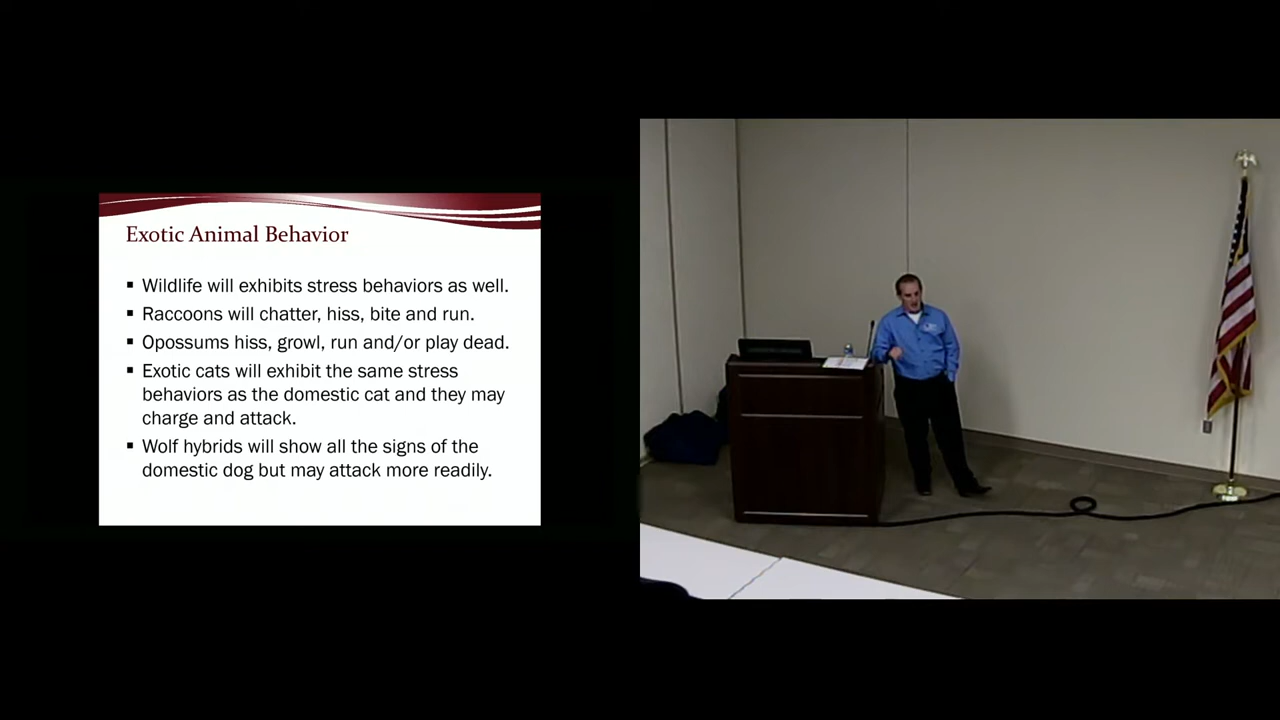 Exotic Animal Behavior
▪ Wildlife will exhibits stress behaviors as well.
▪ Raccoons will chatter, hiss, bite and run.
▪ Opossums hiss, growl, run and/or play dead.
▪ Exotic cats will exhibit the same stress
behaviors as the domestic cat and they may
charge and attack.
▪ Wolf hybrids will show all the signs of the
domestic dog but may attack more readily.